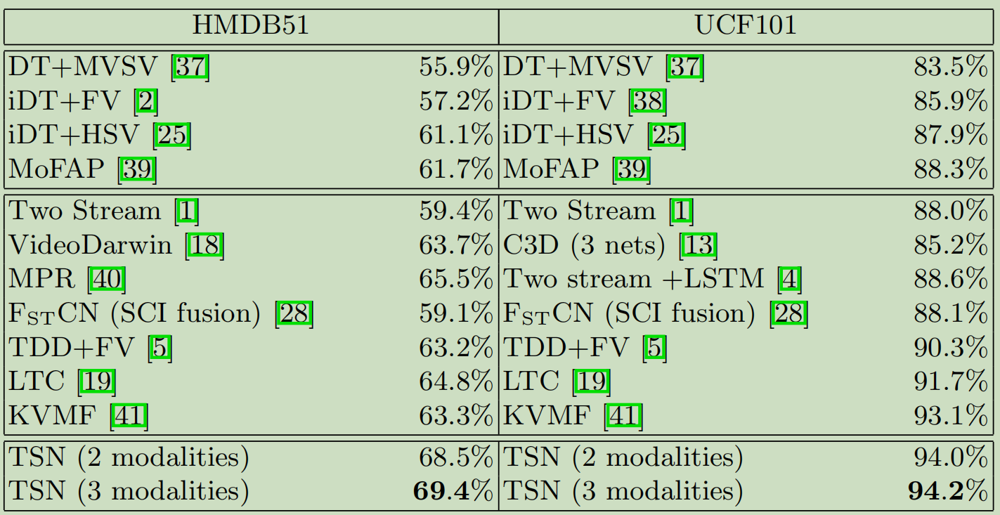 HMDB51 UCF101
DT+MVSV [37] 55.9% DT+MVSV [37] 83.5%
iDT+FV [2] 57.2% iDT+FV [38] 85.9%
iDT+HSV [25] 61.1% iDT+HSV [25] 87.9%
MoFAP [39] 61.7% MoFAP [39] 88.3%
Two Stream [1] 59.4% Two Stream [1] 88.0%
VideoDarwin [18] 63.7% C3D (3 nets) [13] 85.2%
MPR [40] 65.5% Two stream +LSTM [4] 88.6%
FSTCN (SCI fusion) [28] 59.1% FSTCN (SCI fusion) [28] 88.1%
TDD+FV [5] 63.2% TDD+FV [5] 90.3%
LTC [19] 64.8% LTC [19] 91.7%
KVMF [41] 63.3% KVMF [41] 93.1%
TSN (2 modalities) 68.5% TSN (2 modalities) 94.0%
TSN (3 modalities) 69.4% TSN (3 modalities) 94.2%